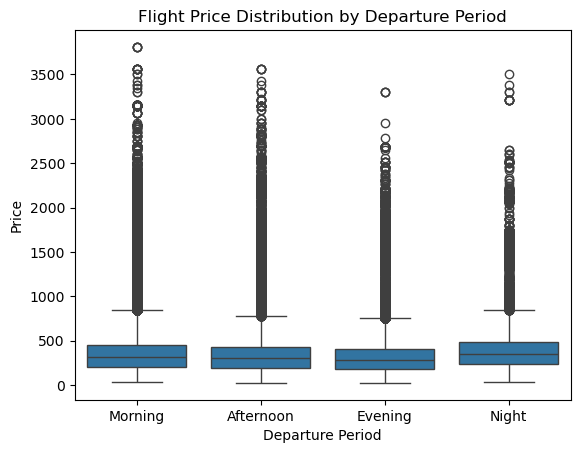 Flight Price Distribution by Departure Period
Price
3500
3000
2500
2000
1500
1000
500
0
Morning Afternoon Evening Night
Departure Period